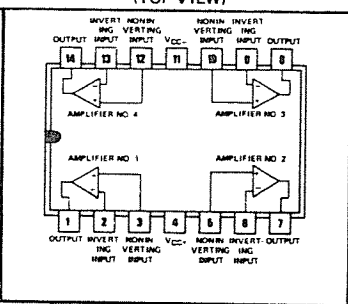 (TOP VIEW)
INVERT NONIN NONIN INVERT
ING VERTING VERTING ING
OUTPUT INPUT INPUT VCC- INPUT INPUT OUTPUT
14 13 12 11 10 9 8
AMPLIFIER NO. 4 AMPLIFIER NO. 3
AMPLIFIER NO 1 AMPLIFIER NO. 2
1 2 3 4 5 6 7
OUTPUT INVERT NONIN VCC+ NONIN INVERT- OUTPUT
ING VERTING VERTING ING
INPUT INPUT INPUT INPUT